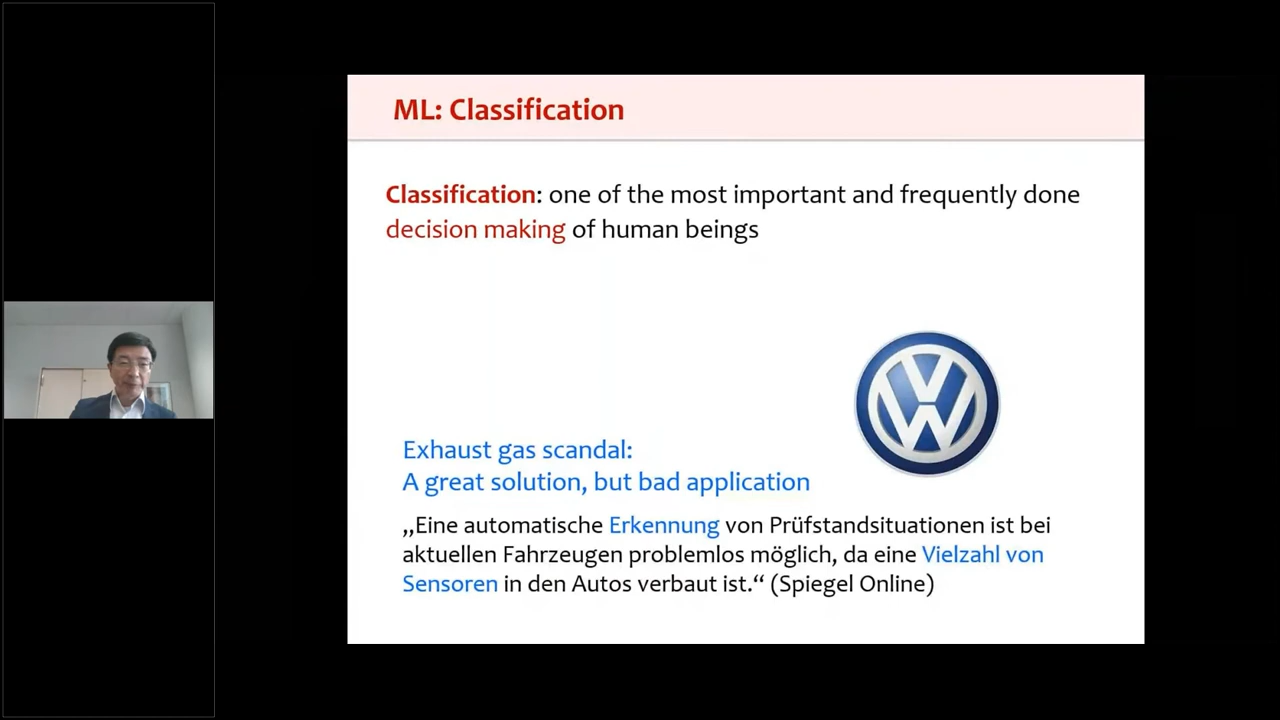 ML: Classification
Classification: one of the most important and frequently done
decision making of human beings
Exhaust gas scandal:
A great solution, but bad application
„Eine automatische Erkennung von Prüfstandsituationen ist bei
aktuellen Fahrzeugen problemlos möglich, da eine Vielzahl von
Sensoren in den Autos verbaut ist.“ (Spiegel Online)